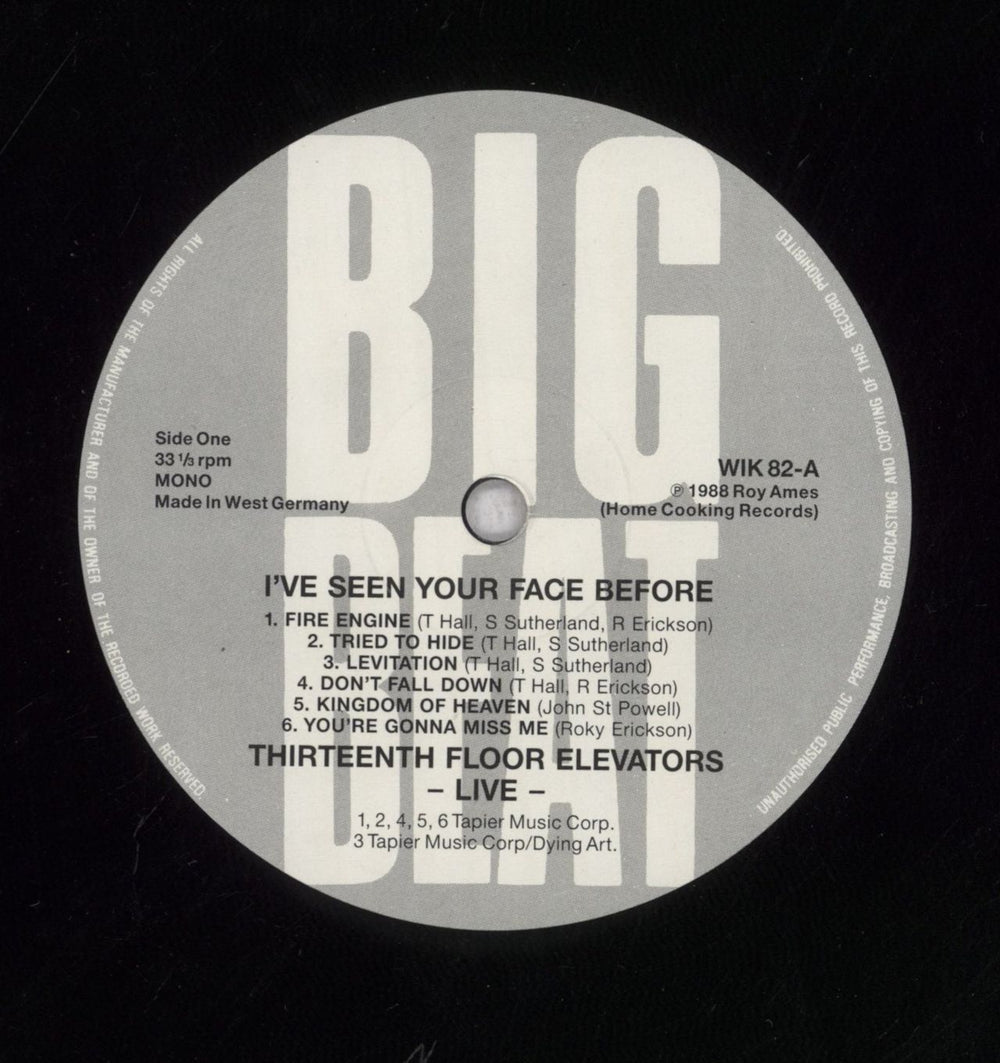 BIG
BEAT
ALL RIGHTS OF THE MANUFACTURER AND OF THE OWNER OF THE RECORDED WORK RESERVED.
UNAUTHORISED PUBLIC PERFORMANCE, BROADCASTING AND COPYING OF THIS RECORD PROHIBITED
Side One
33 ⅓ rpm
MONO
Made In West Germany
WIK 82-A
℗ 1988 Roy Ames
(Home Cooking Records)
I'VE SEEN YOUR FACE BEFORE
1. FIRE ENGINE (T Hall, S Sutherland, R Erickson)
2. TRIED TO HIDE (T Hall, S Sutherland)
3. LEVITATION (T Hall, S Sutherland)
4. DON'T FALL DOWN (T Hall, R Erickson)
5. KINGDOM OF HEAVEN (John St Powell)
6. YOU'RE GONNA MISS ME (Roky Erickson)
THIRTEENTH FLOOR ELEVATORS
– LIVE –
1, 2, 4, 5, 6 Tapier Music Corp.
3 Tapier Music Corp/Dying Art.